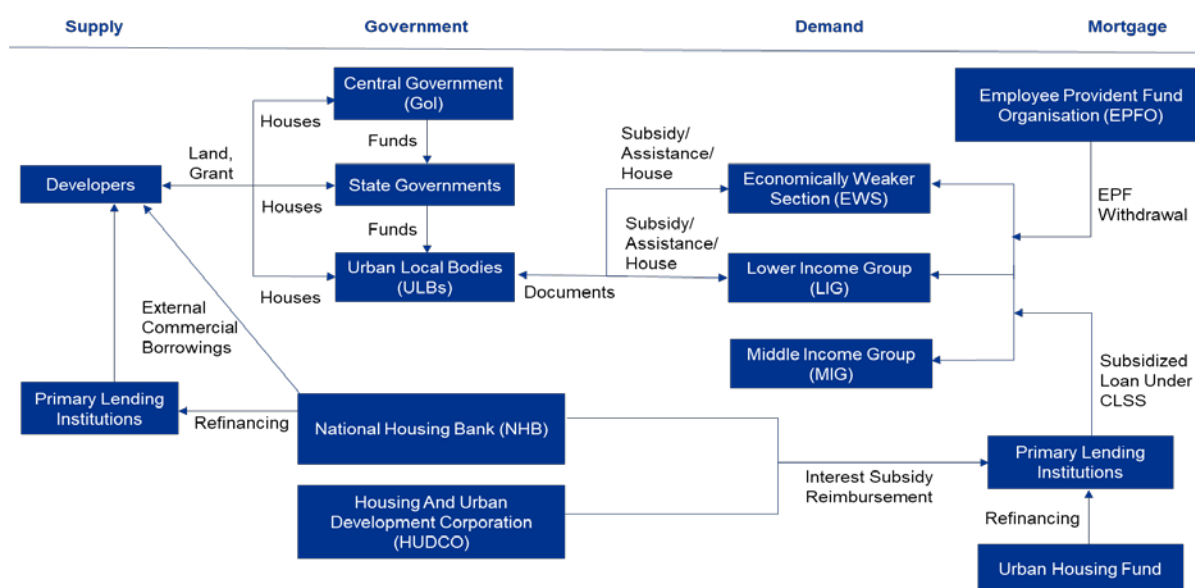 Supply
Government
Demand
Mortgage
Central Government
(GoI)
Employee Provident Fund
Organisation (EPFO)
Houses
Funds
Subsidy/
Assistance/
House
Land,
Grant
Developers
State Governments
Economically Weaker
Section (EWS)
EPF
Withdrawal
Houses
Funds
Subsidy/
Assistance/
House
Urban Local Bodies
(ULBs)
Lower Income Group
(LIG)
Houses
Documents
External
Commercial
Borrowings
Middle Income Group
(MIG)
Subsidized
Loan Under
CLSS
Primary Lending
Institutions
Refinancing
National Housing Bank (NHB)
Primary Lending
Institutions
Interest Subsidy
Reimbursement
Housing And Urban
Development Corporation
(HUDCO)
Refinancing
Urban Housing Fund